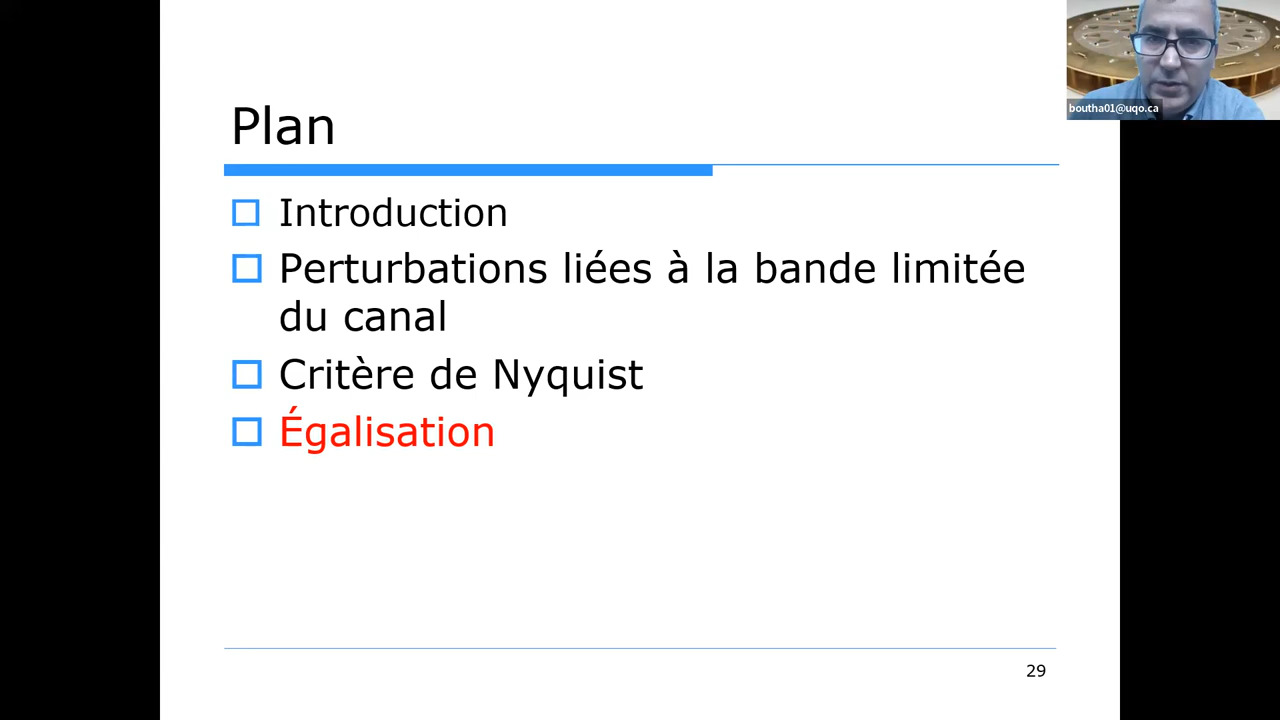 boutha01@uqo.ca
Plan
Introduction
Perturbations liées à la bande limitée
du canal
Critère de Nyquist
Égalisation
29